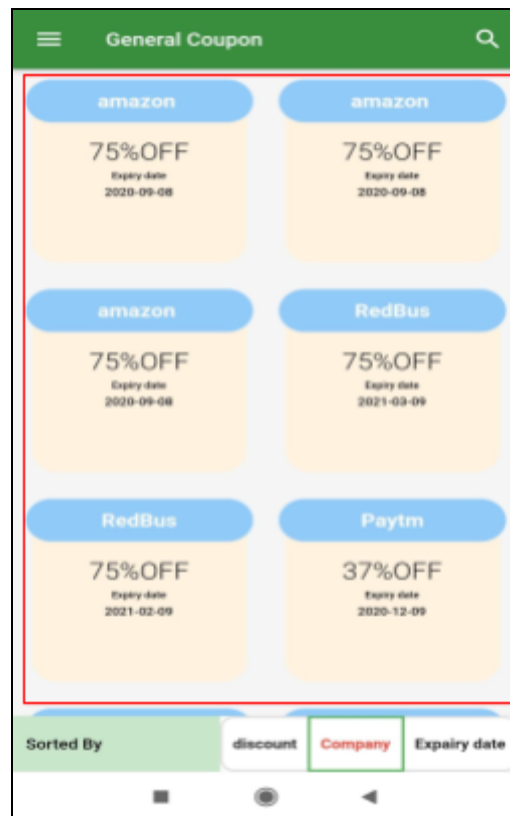 General Coupon
amazon amazon
75%OFF 75%OFF
Expiry date Expiry date
2020-09-08 2020-09-08
amazon RedBus
75%OFF 75%OFF
Expiry date Expiry date
2020-09-08 2021-03-09
RedBus Paytm
75%OFF 37%OFF
Expiry date Expiry date
2021-02-09 2020-12-09
Sorted By discount Company Expairy date